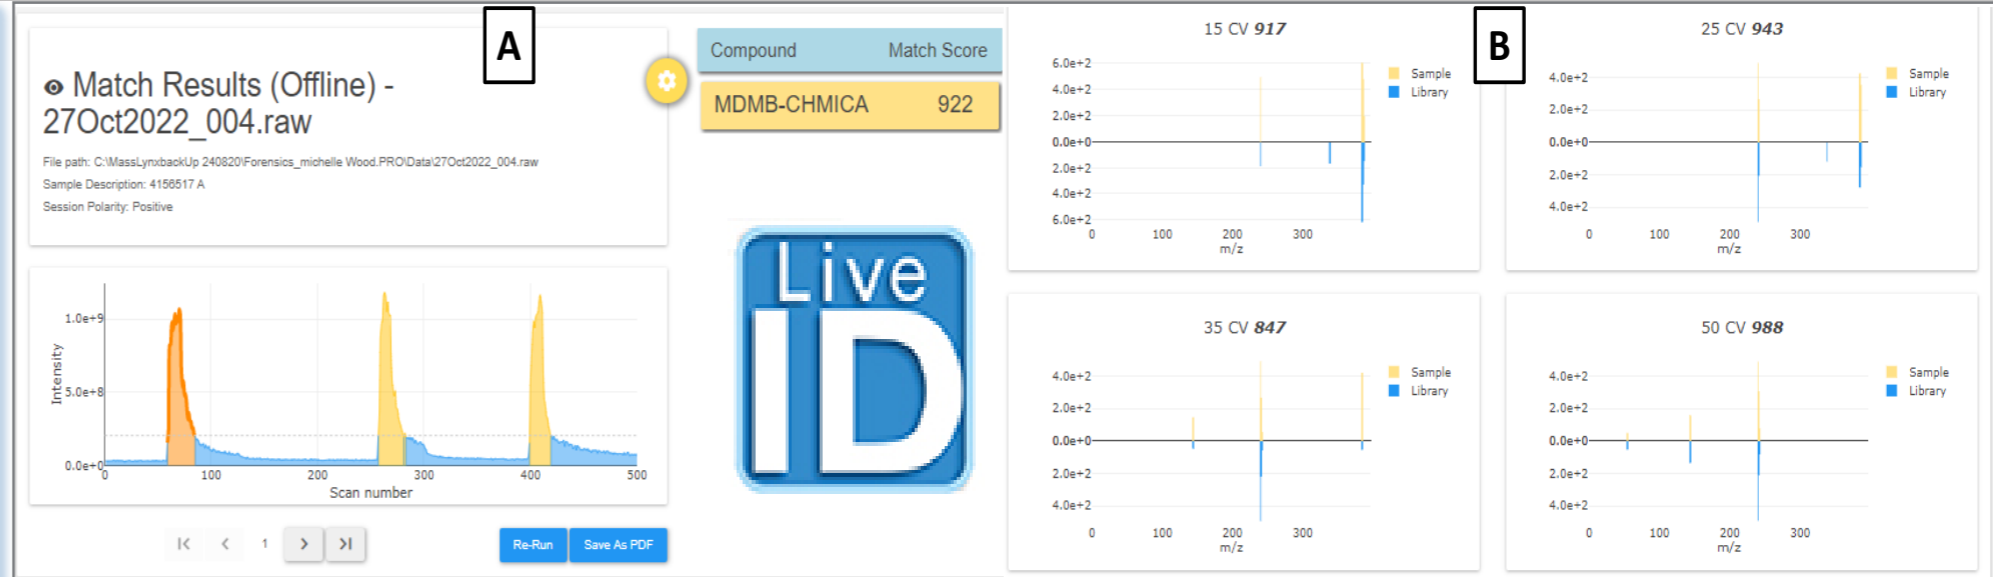 A
Match Results (Offline) -
27Oct2022_004.raw
File path: C:\MassLynxbackUp 240820\Forensics_michelle Wood.PRO\Data\27Oct2022_004.raw
Sample Description: 4156517 A
Session Polarity: Positive
Intensity
1.0e+9
5.0e+8
0.0e+0
0 100 200 300 400 500
Scan number
1
Re-Run
Save As PDF
Compound Match Score
MDMB-CHMICA 922
Live
ID
B
15 CV 917
6.0e+2
4.0e+2
2.0e+2
0.0e+0
2.0e+2
4.0e+2
6.0e+2
0 100 200 300
m/z
Sample
Library
25 CV 943
4.0e+2
2.0e+2
0.0e+0
2.0e+2
4.0e+2
0 100 200 300
m/z
Sample
Library
35 CV 847
4.0e+2
2.0e+2
0.0e+0
2.0e+2
4.0e+2
0 100 200 300
m/z
Sample
Library
50 CV 988
4.0e+2
2.0e+2
0.0e+0
2.0e+2
4.0e+2
0 100 200 300
m/z
Sample
Library